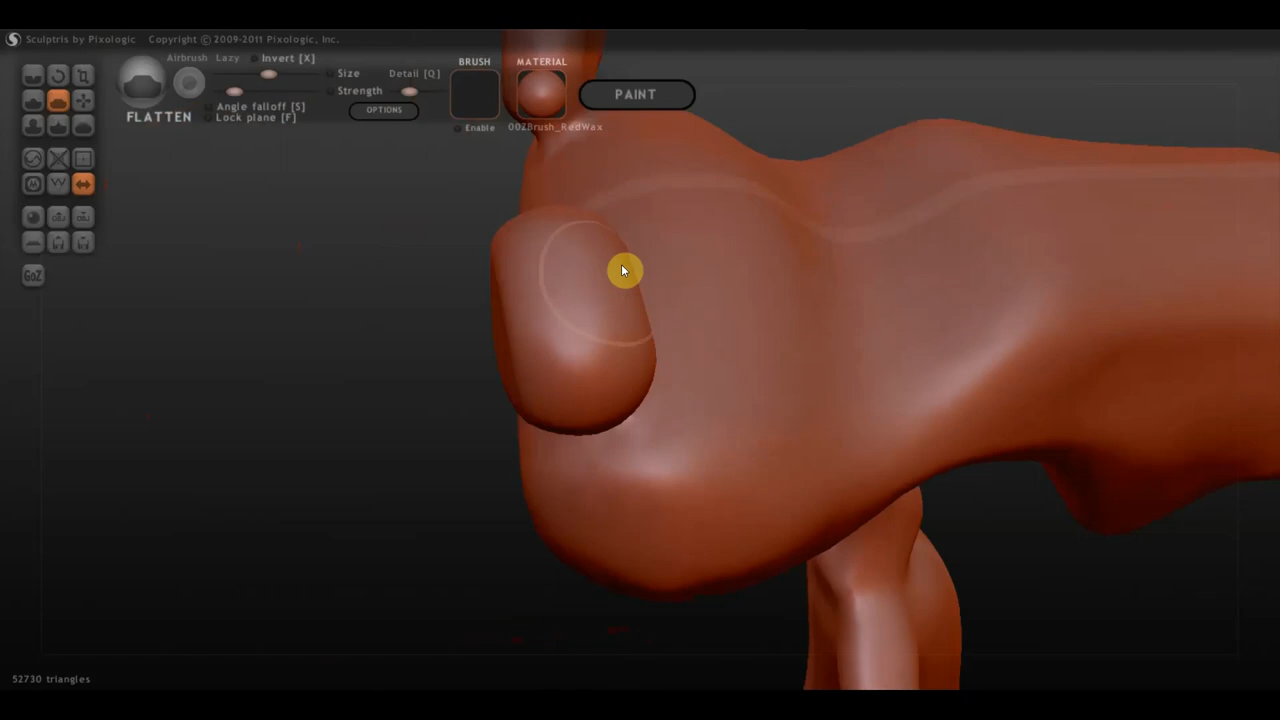 Sculptris by Pixologic Copyright © 2009-2011 Pixologic, Inc.
Airbrush Lazy Invert [X]
Size Detail [Q]
Strength
Angle falloff [S]
Lock plane [F]
OPTIONS
FLATTEN
BRUSH
Enable
MATERIAL
00ZBrush_RedWax
PAINT
GoZ
52730 triangles